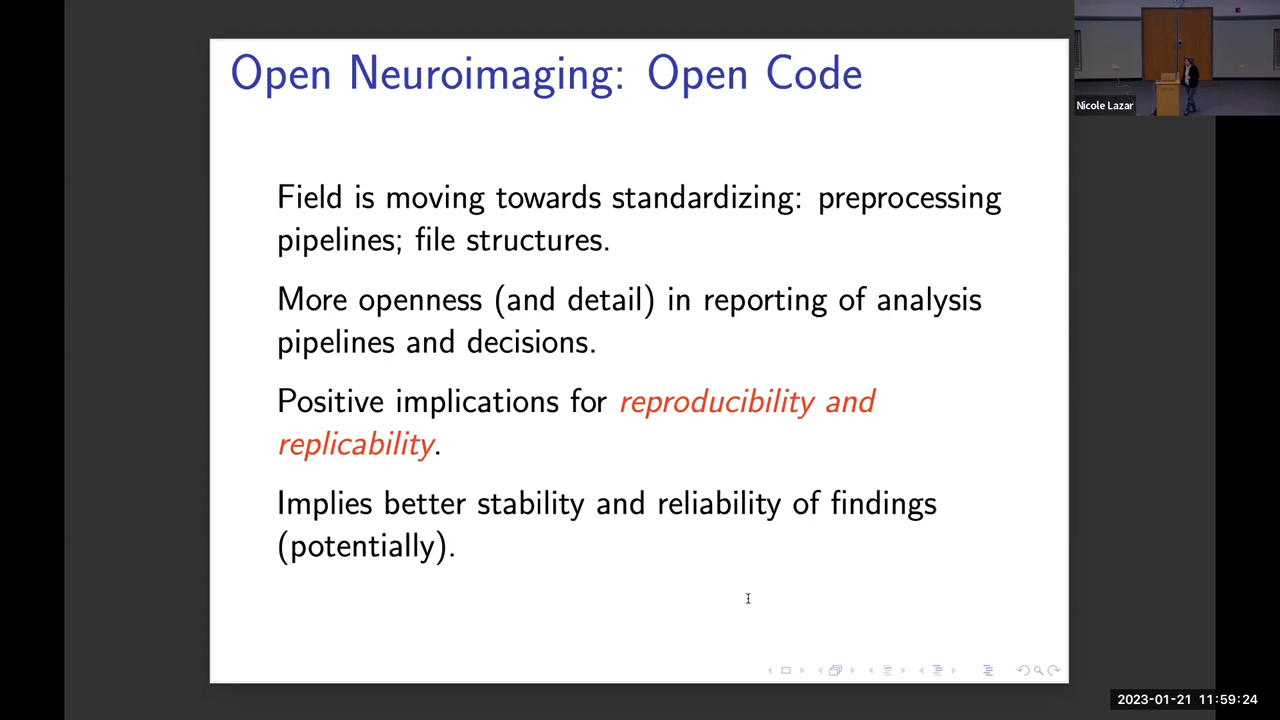 Open Neuroimaging: Open Code
Nicole Lazar
Field is moving towards standardizing: preprocessing
pipelines; file structures.
More openness (and detail) in reporting of analysis
pipelines and decisions.
Positive implications for reproducibility and
replicability.
Implies better stability and reliability of findings
(potentially).
2023-01-21 11:59:24